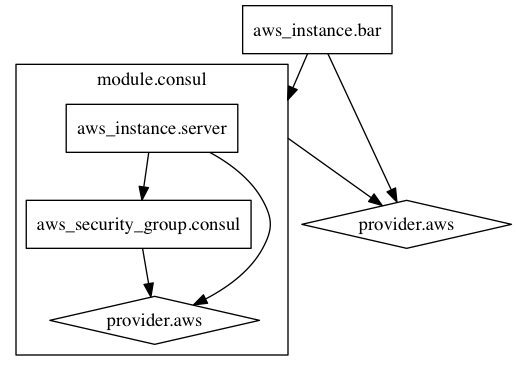 aws_instance.bar
module.consul
aws_instance.server
aws_security_group.consul
provider.aws
provider.aws